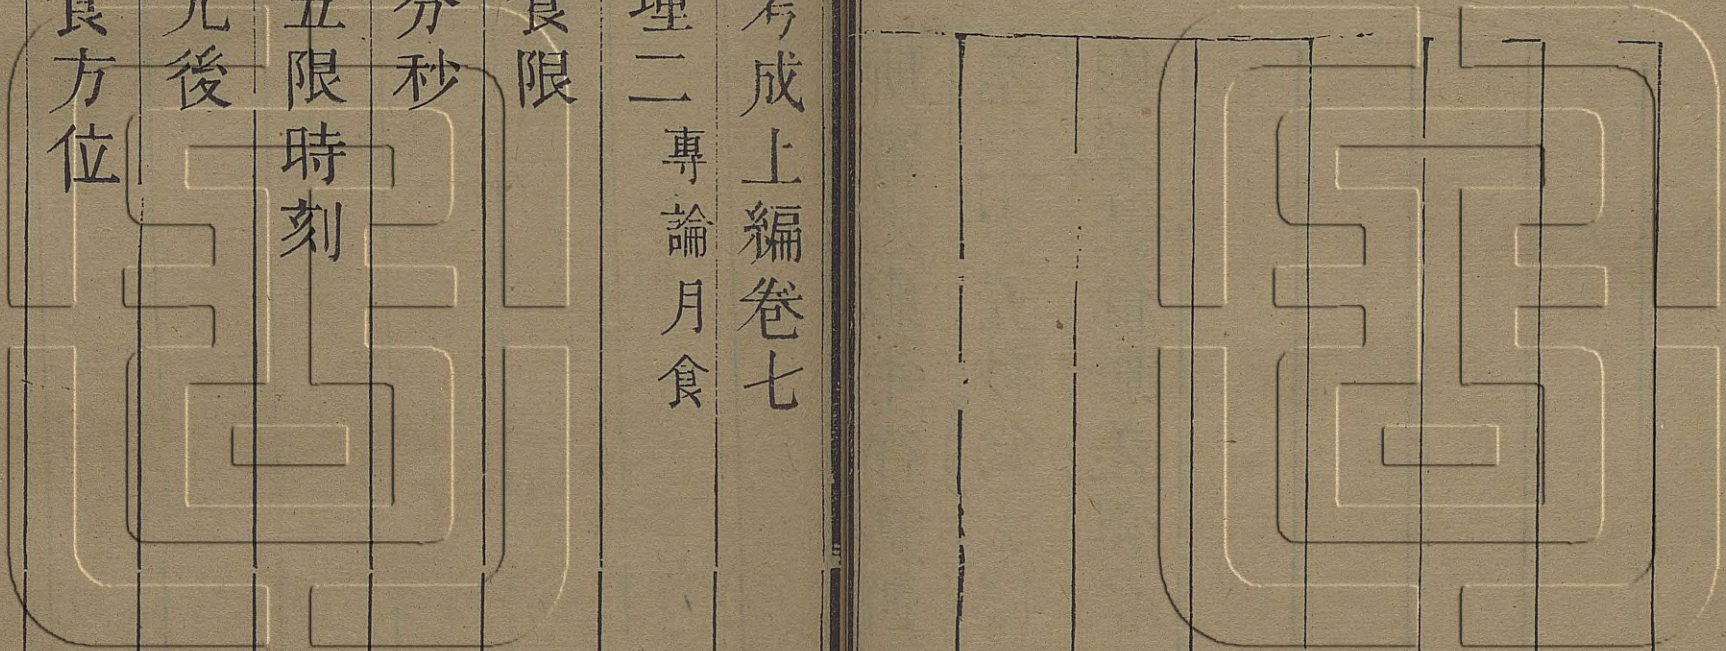 考成上編卷七
理二專論月食
食限
分秒
五限時刻
光後
食方位